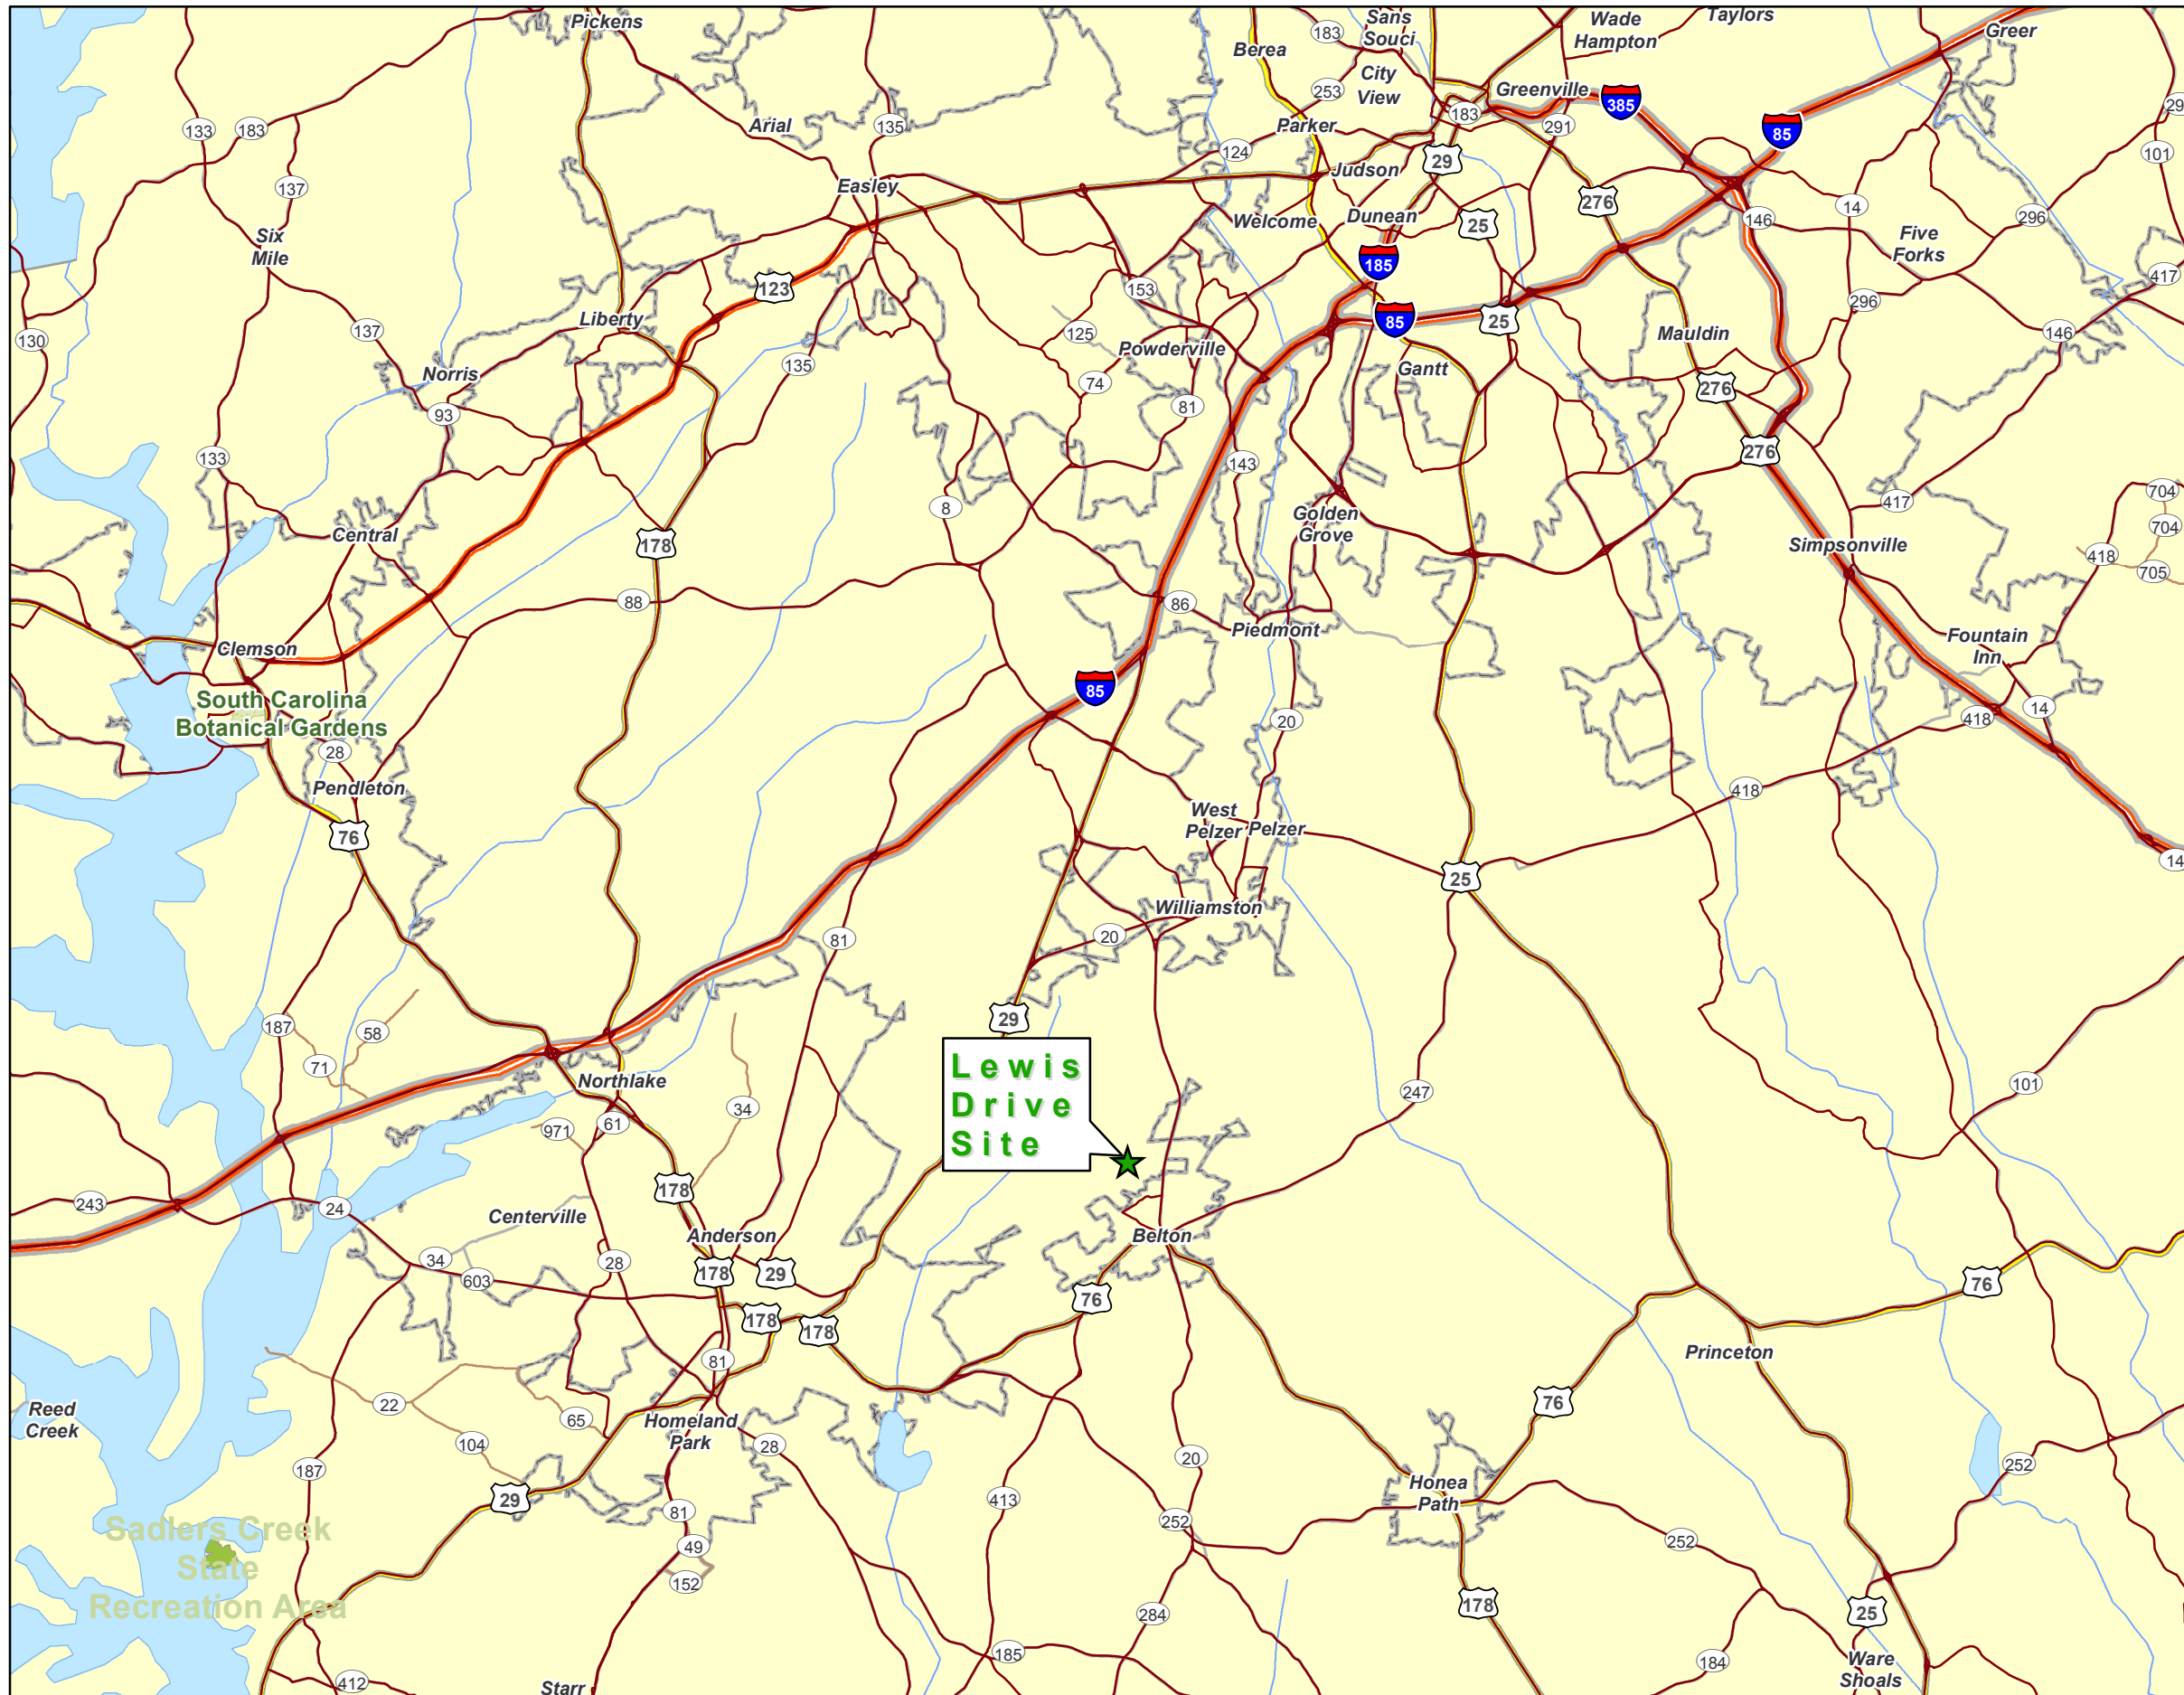 Pickens
Sans
Souci
Wade
Hampton
Taylors
Greer
183
Berea
City
View
253
Greenville
385
85
29
133
183
Arial
135
Parker
183
291
124
29
101
137
Easley
Judson
276
14
296
Welcome
Dunean
25
146
Six
Mile
Five
Forks
185
123
153
417
130
137
Liberty
125
85
25
296
146
Mauldin
Powderville
Norris
135
74
Gantt
276
93
81
276
133
143
704
8
417
Golden
Grove
704
Central
178
Simpsonville
418
705
88
86
Piedmont
Fountain
Inn
Clemson
85
South Carolina
Botanical Gardens
20
418
14
28
Pendleton
418
West
Pelzer
Pelzer
76
25
14
Williamston
81
20
29
187
58
71
Northlake
Lewis
Drive
Site
247
101
34
971
61
178
243
24
Centerville
Anderson
Belton
34
603
28
178
29
76
76
178
178
Princeton
81
22
65
76
Reed
Creek
Homeland
Park
104
28
20
252
187
29
413
Honea
Path
81
252
Sadlers Creek
State
Recreation Area
49
252
152
284
178
25
185
184
Ware
Shoals
412
Starr